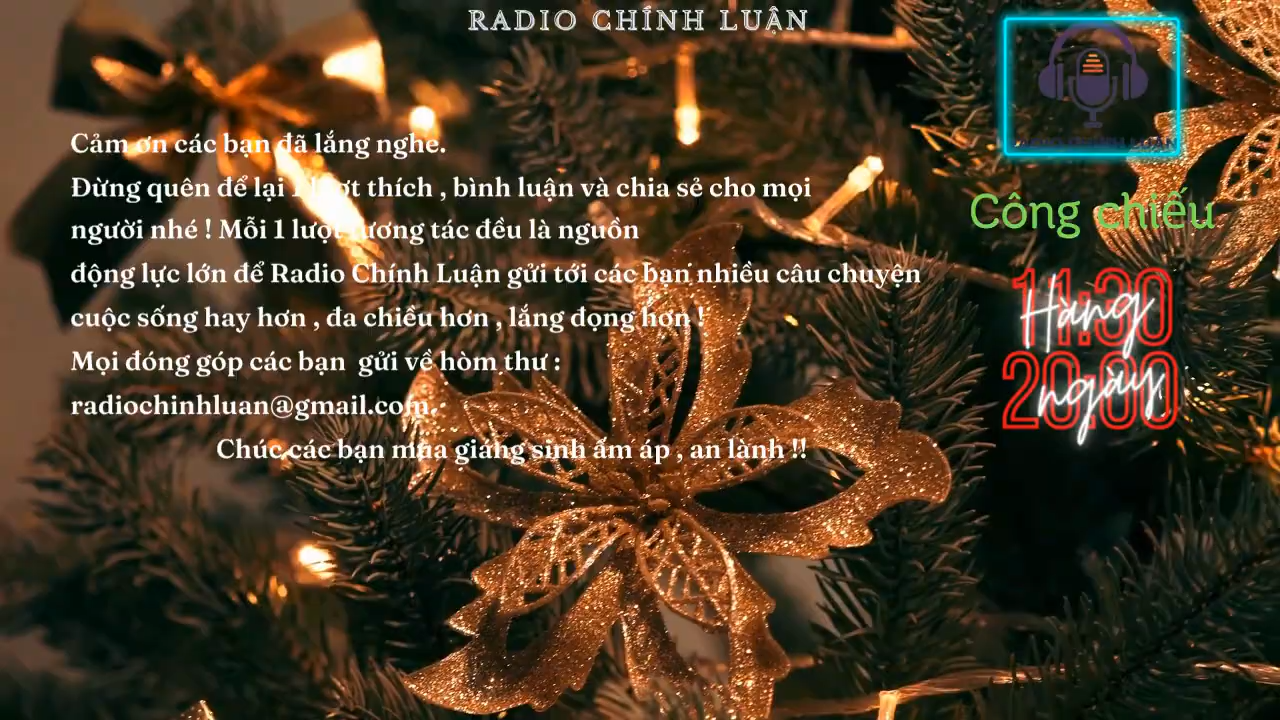 RADIO CHÍNH LUẬN
Cảm ơn các bạn đã lắng nghe.
Đừng quên để lại 1 lượt thích , bình luận và chia sẻ cho mọi
người nhé ! Mỗi 1 lượt tương tác đều là nguồn
động lực lớn để Radio Chính Luận gửi tới các bạn nhiều câu chuyện
cuộc sống hay hơn , đa chiều hơn , lắng đọng hơn !
Mọi đóng góp các bạn gửi về hòm thư :
radiochinhluan@gmail.com.
Chúc các bạn mùa giáng sinh ấm áp , an lành !!
RADIO CHÍNH LUẬN
Công chiếu
11:30
Hàng
20:00
ngày